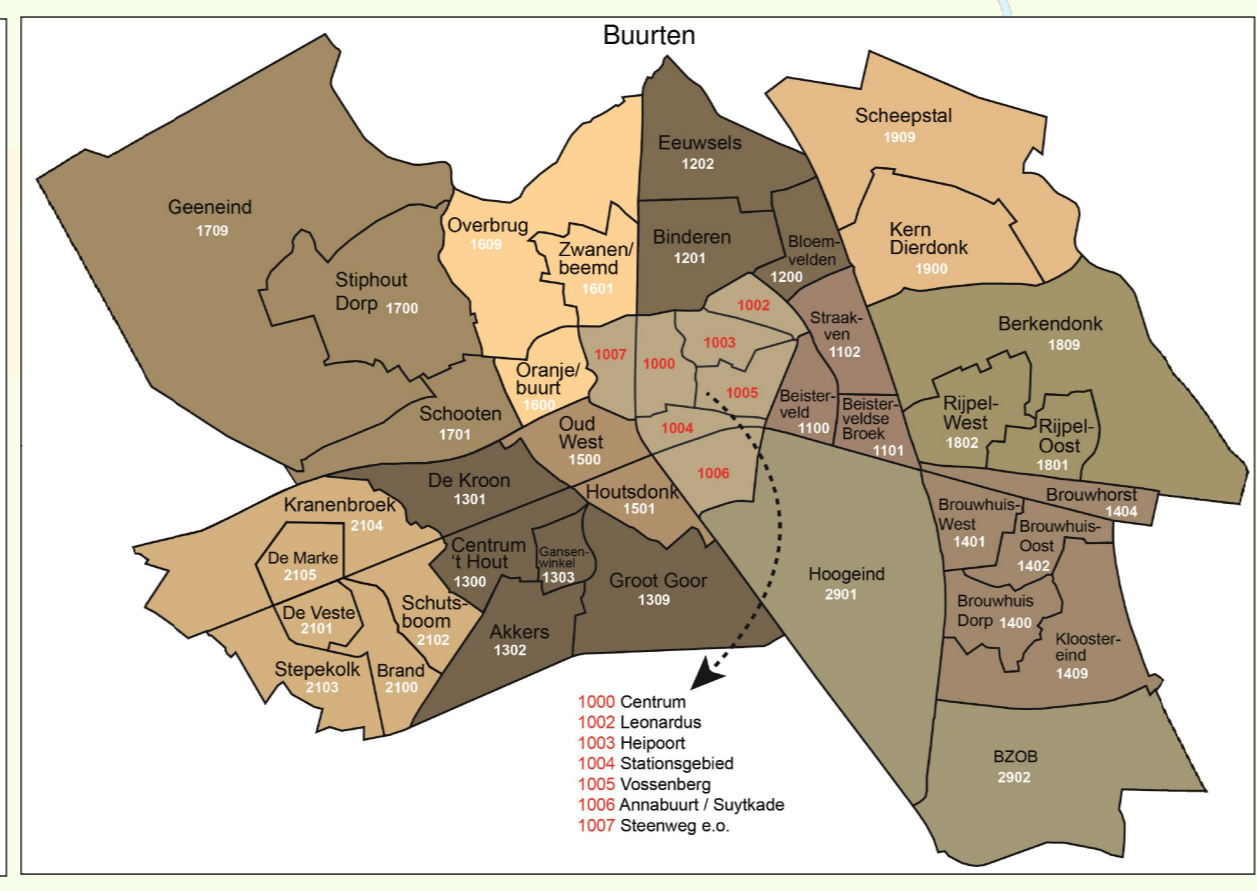 Buurten
Scheepstal
1909
Eeuwsels
1202
Geeneind
1709
Overbrug
1609
Zwanen/
beemd
1601
Binderen
1201
Bloem-
velden
1200
Kern
Dierdonk
1900
Stiphout
Dorp 1700
1002
Straak-
ven
1102
Berkendonk
1809
1007
1000
1003
1005
Oranje/
buurt
1600
Beister-
veld
1100
Beister-
veldse
Broek
1101
Rijpel-
West
1802
Rijpel-
Oost
1801
Schooten
1701
Oud
West
1500
1004
1006
De Kroon
1301
Houtsdonk
1501
Kranenbroek
2104
Brouwhorst
1404
Brouwhuis-
West
1401
Brouwhuis-
Oost
1402
De Marke
2105
Centrum
't Hout
1300
Gansen-
winkel
1303
Groot Goor
1309
Hoogeind
2901
De Veste
2101
Schuts-
boom
2102
Akkers
1302
Brouwhuis
Dorp 1400
Klooster-
eind
1409
Stepekolk
2103
Brand
2100
BZOB
2902
1000 Centrum
1002 Leonardus
1003 Heipoort
1004 Stationsgebied
1005 Vossenberg
1006 Annabuurt / Suytkade
1007 Steenweg e.o.